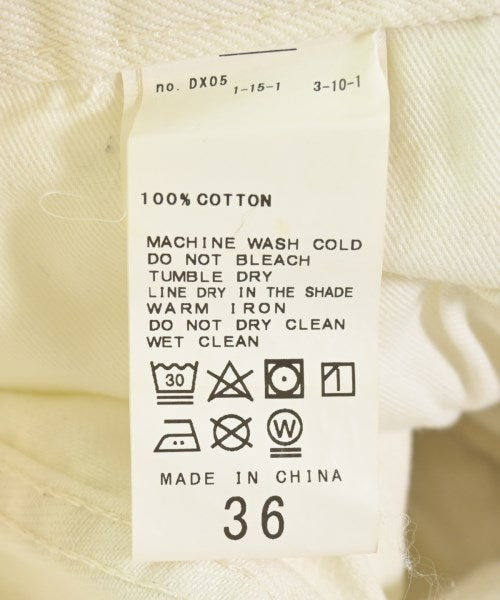 no. DX05 1-15-1 3-10-1
100% COTTON
MACHINE WASH COLD
DO NOT BLEACH
TUMBLE DRY
LINE DRY IN THE SHADE
WARM IRON
DO NOT DRY CLEAN
WET CLEAN
30
W
MADE IN CHINA
36